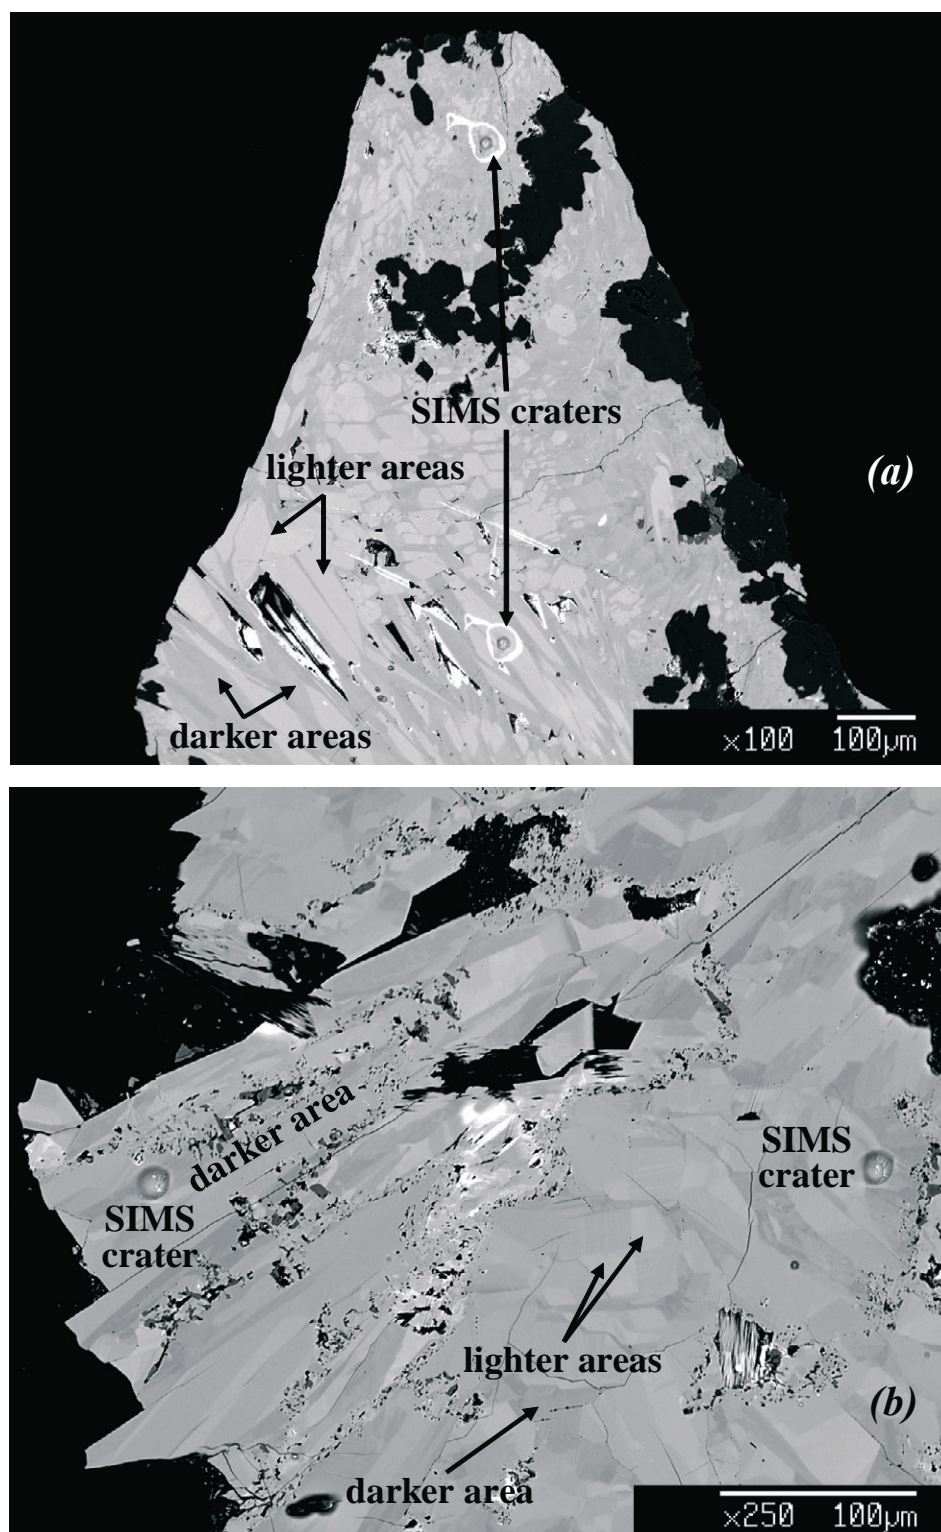 SIMS craters
lighter areas
(a)
darker areas
×100 100µm
darker area
SIMS
crater
SIMS
crater
lighter areas
(b)
darker area
×250 100µm